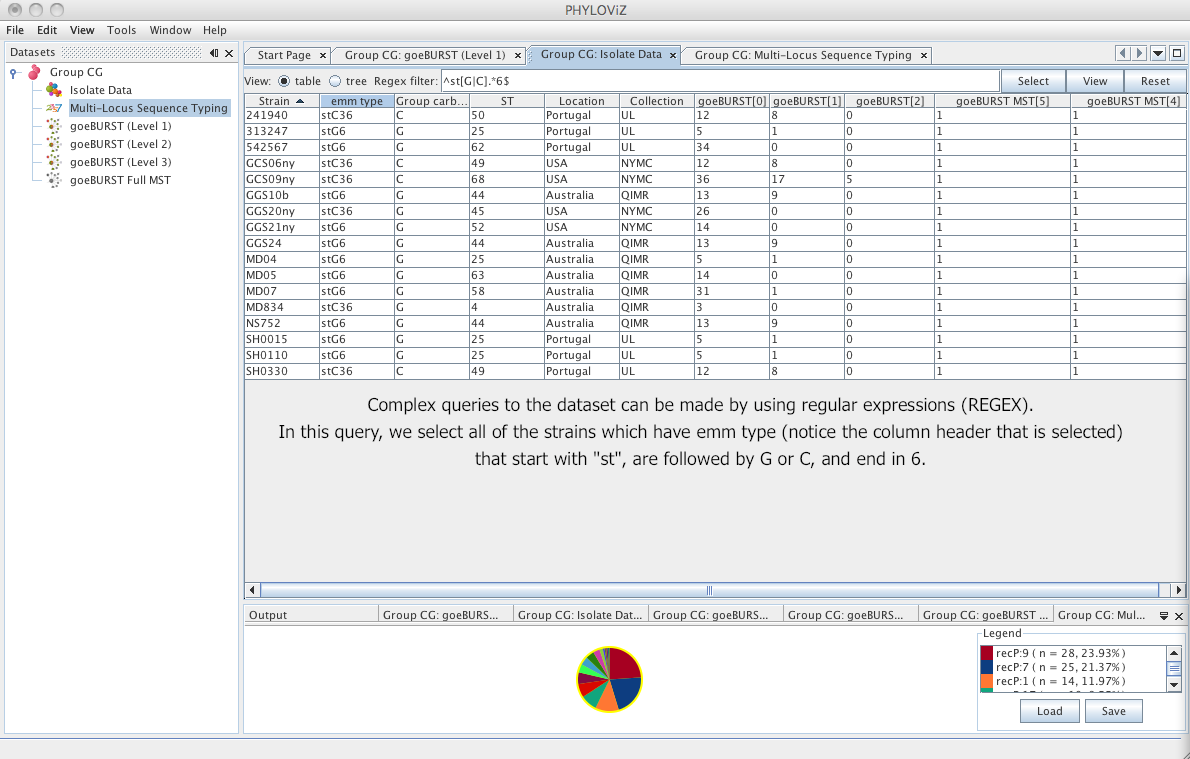 PHYLOViZ
File Edit View Tools Window Help
Datasets
Group CG
Isolate Data
Multi-Locus Sequence Typing
goeBURST (Level 1)
goeBURST (Level 2)
goeBURST (Level 3)
goeBURST Full MST
Start Page Group CG: goeBURST (Level 1) Group CG: Isolate Data Group CG: Multi-Locus Sequence Typing
View: table tree Regex filter: ^st[G|C].*6$ Select View Reset
Strain emm type Group carb... ST Location Collection goeBURST[0] goeBURST[1] goeBURST[2] goeBURST MST[5] goeBURST MST[4]
241940 stC36 C 50 Portugal UL 12 8 0 1 1
313247 stG6 G 25 Portugal UL 5 1 0 1 1
542567 stG6 G 62 Portugal UL 34 0 0 1 1
GCS06ny stC36 C 49 USA NYMC 12 8 0 1 1
GCS09ny stC36 C 68 USA NYMC 36 17 5 1 1
GGS10b stG6 G 44 Australia QIMR 13 9 0 1 1
GGS20ny stC36 G 45 USA NYMC 26 0 0 1 1
GGS21ny stG6 G 52 USA NYMC 14 0 0 1 1
GGS24 stG6 G 44 Australia QIMR 13 9 0 1 1
MD04 stG6 G 25 Australia QIMR 5 1 0 1 1
MD05 stG6 G 63 Australia QIMR 14 0 0 1 1
MD07 stG6 G 58 Australia QIMR 31 1 0 1 1
MD834 stC36 G 4 Australia QIMR 3 0 0 1 1
NS752 stG6 G 44 Australia QIMR 13 9 0 1 1
SH0015 stG6 G 25 Portugal UL 5 1 0 1 1
SH0110 stG6 G 25 Portugal UL 5 1 0 1 1
SH0330 stC36 C 49 Portugal UL 12 8 0 1 1
Complex queries to the dataset can be made by using regular expressions (REGEX).
In this query, we select all of the strains which have emm type (notice the column header that is selected)
that start with "st", are followed by G or C, and end in 6.
Output Group CG: goeBURS... Group CG: Isolate Dat... Group CG: goeBURS... Group CG: goeBURS... Group CG: goeBURST ... Group CG: Mul...
Legend
recP:9 ( n = 28, 23.93% )
recP:7 ( n = 25, 21.37% )
recP:1 ( n = 14, 11.97% )
Load Save